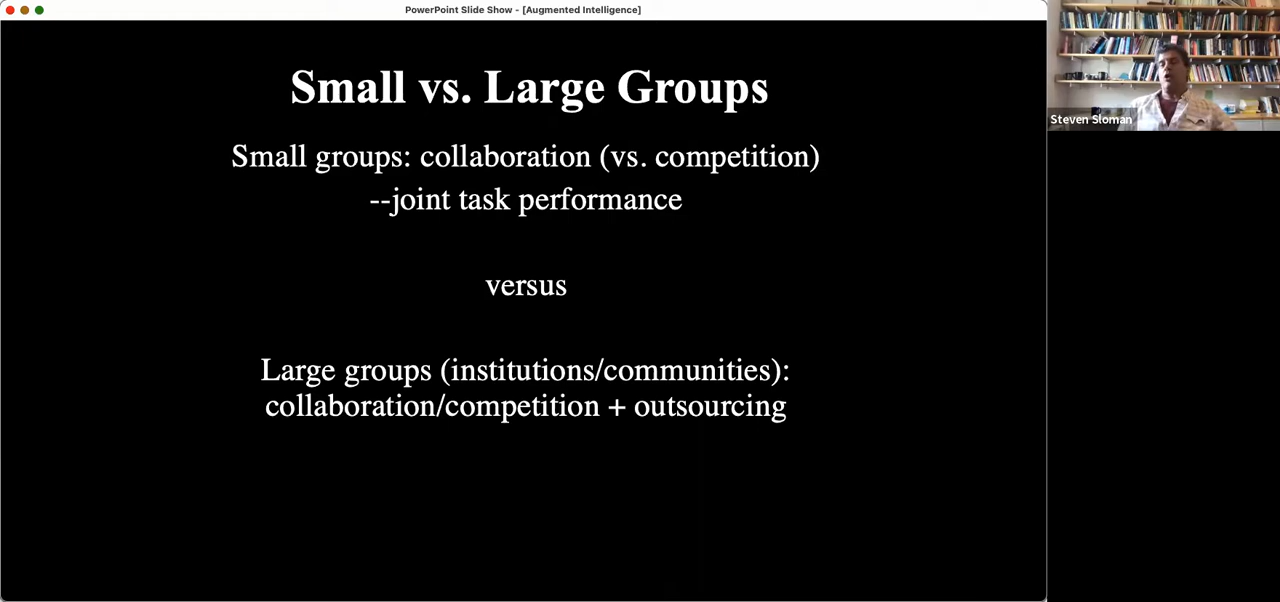 PowerPoint Slide Show - [Augmented Intelligence]
Small vs. Large Groups
Small groups: collaboration (vs. competition)
--joint task performance
versus
Large groups (institutions/communities):
collaboration/competition + outsourcing
Steven Sloman